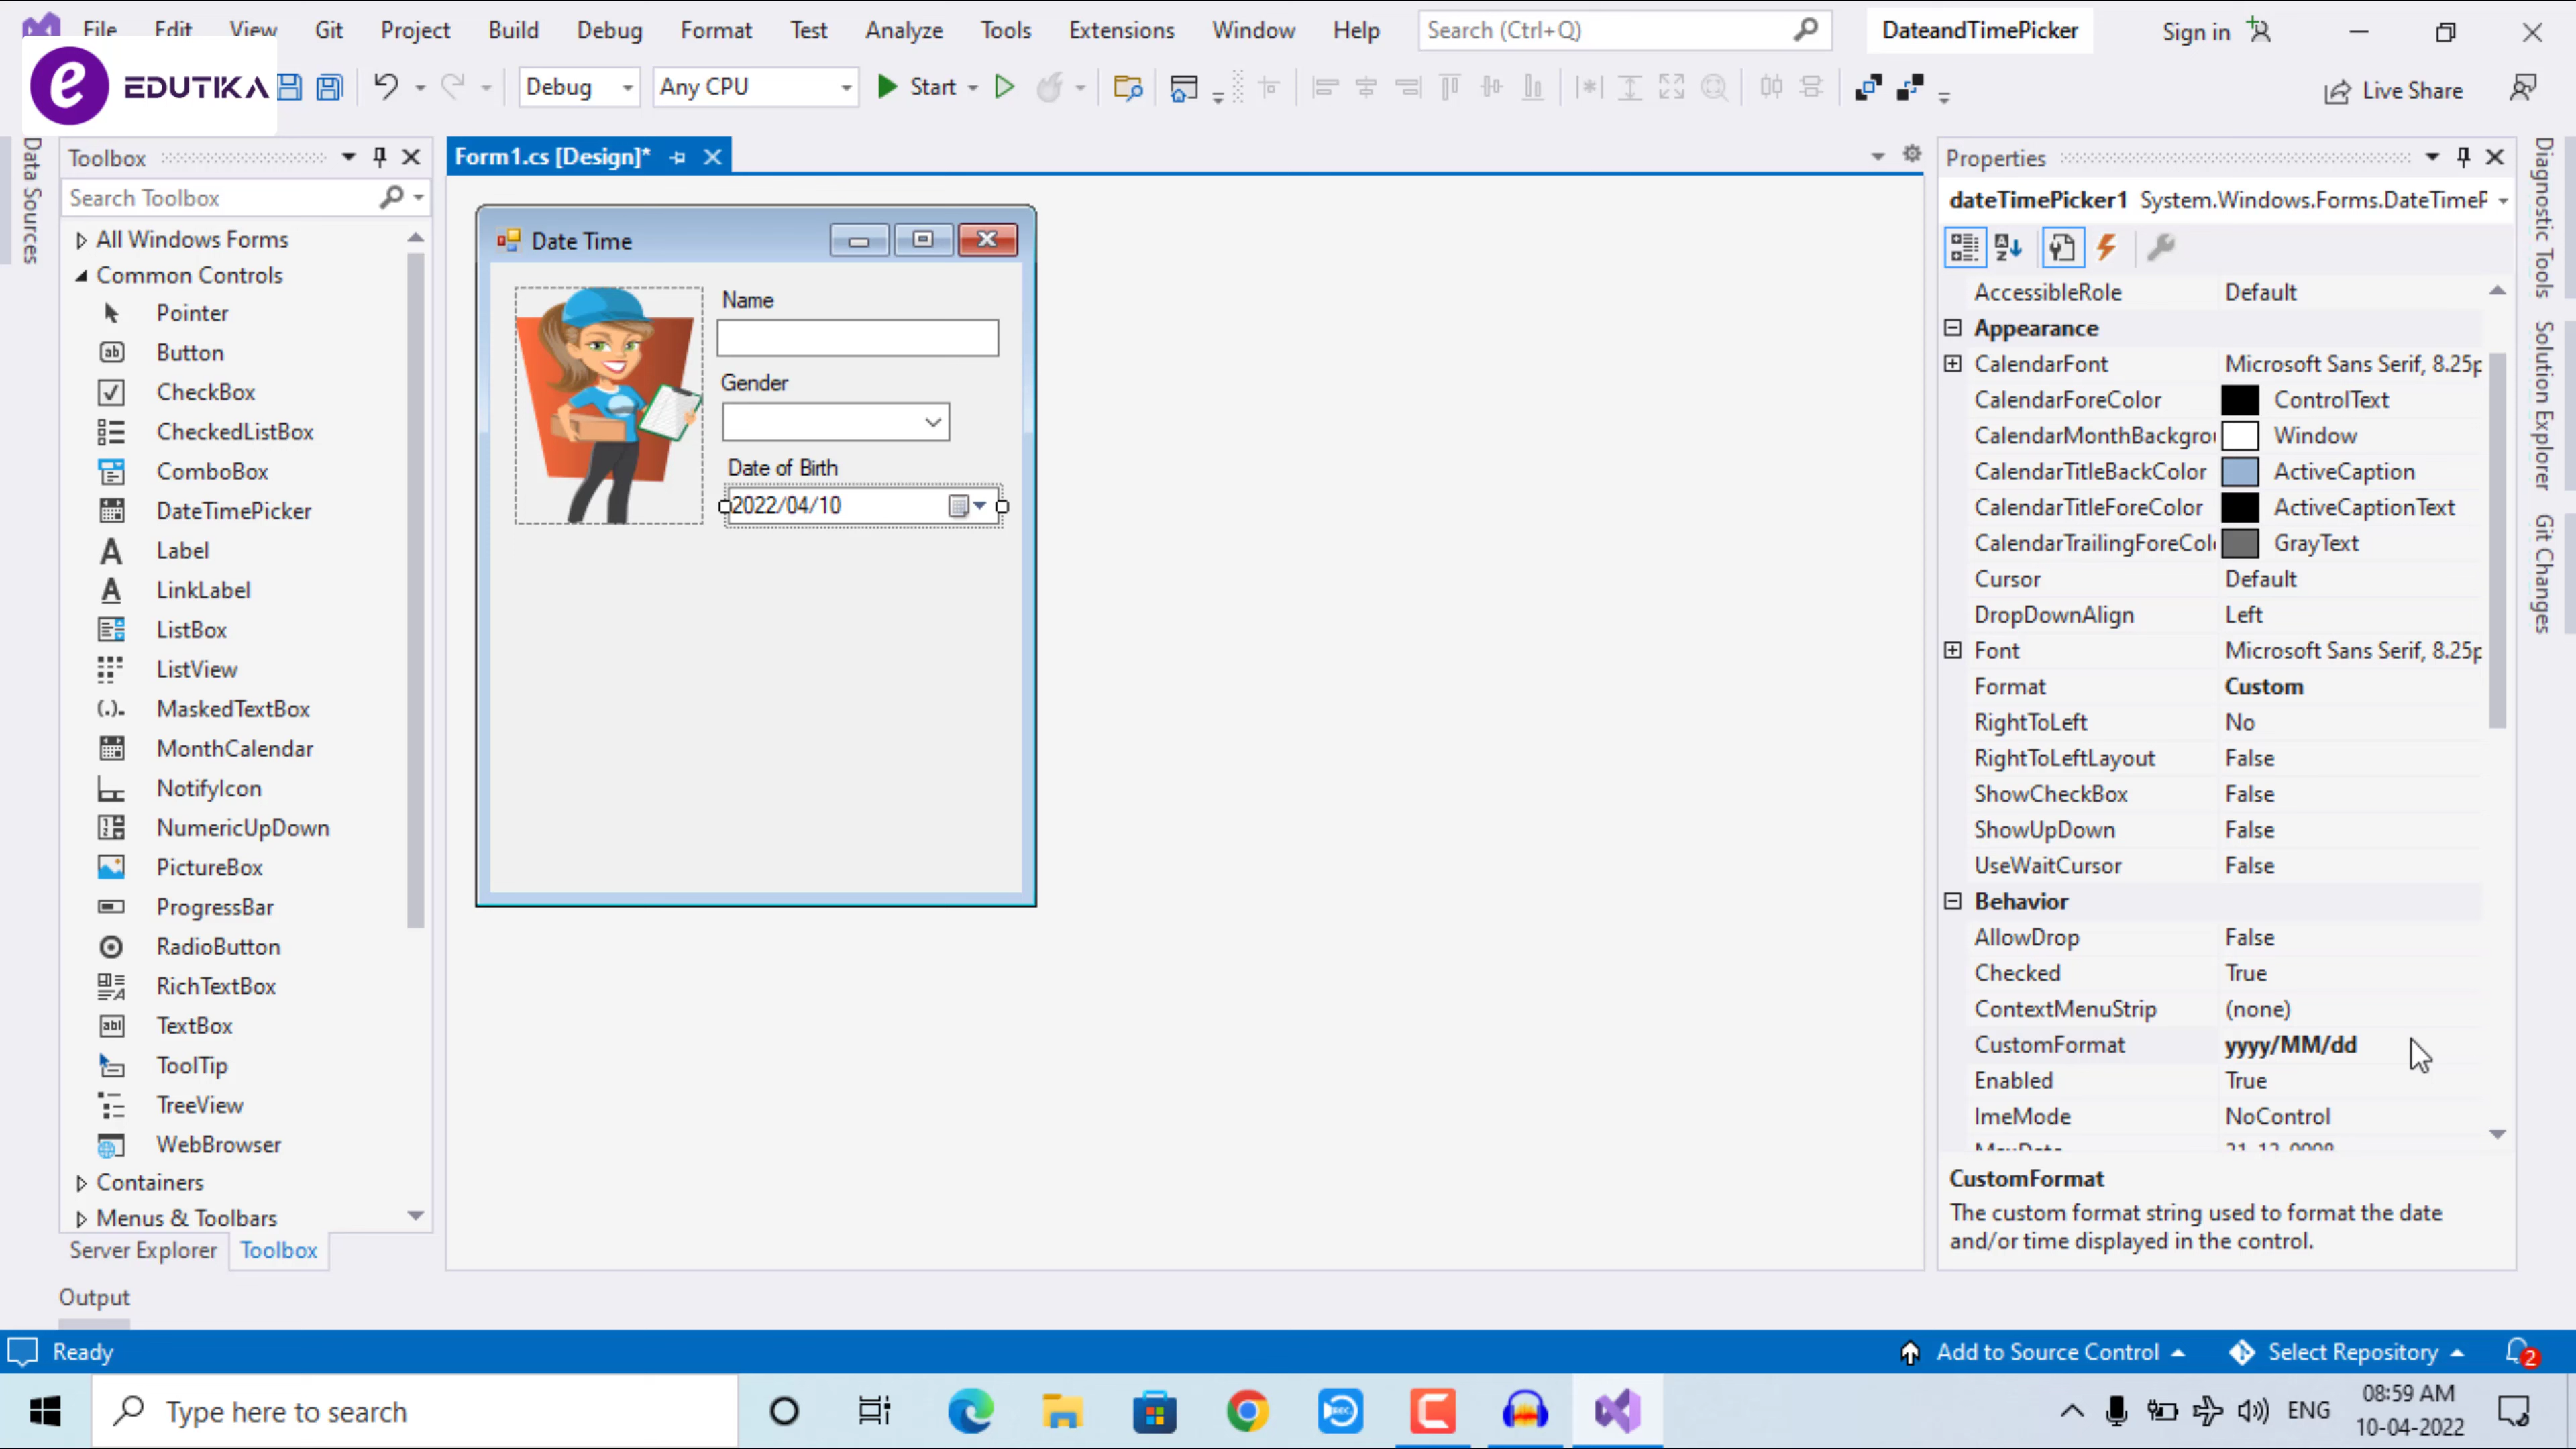 File Edit View Git Project Build Debug Format Test Analyze Tools Extensions Window Help Search (Ctrl+Q) DateandTimePicker Sign in
e EDUTIKA Debug Any CPU Start Live Share
Data Sources
Toolbox
Search Toolbox
All Windows Forms
Common Controls
Pointer
Button
CheckBox
CheckedListBox
ComboBox
DateTimePicker
Label
LinkLabel
ListBox
ListView
MaskedTextBox
MonthCalendar
NotifyIcon
NumericUpDown
PictureBox
ProgressBar
RadioButton
RichTextBox
TextBox
ToolTip
TreeView
WebBrowser
Containers
Menus & Toolbars
Server Explorer Toolbox
Output
Form1.cs [Design]*
Date Time
Name
Gender
Date of Birth
2022/04/10
Properties
dateTimePicker1 System.Windows.Forms.DateTimeP
AccessibleRole Default
Appearance
CalendarFont Microsoft Sans Serif, 8.25p
CalendarForeColor ControlText
CalendarMonthBackgrou Window
CalendarTitleBackColor ActiveCaption
CalendarTitleForeColor ActiveCaptionText
CalendarTrailingForeColo GrayText
Cursor Default
DropDownAlign Left
Font Microsoft Sans Serif, 8.25p
Format Custom
RightToLeft No
RightToLeftLayout False
ShowCheckBox False
ShowUpDown False
UseWaitCursor False
Behavior
AllowDrop False
Checked True
ContextMenuStrip (none)
CustomFormat yyyy/MM/dd
Enabled True
ImeMode NoControl
CustomFormat
The custom format string used to format the date
and/or time displayed in the control.
Diagnostic Tools
Solution Explorer
Git Changes
Ready Add to Source Control Select Repository 2
Type here to search REC ENG 08:59 AM
10-04-2022